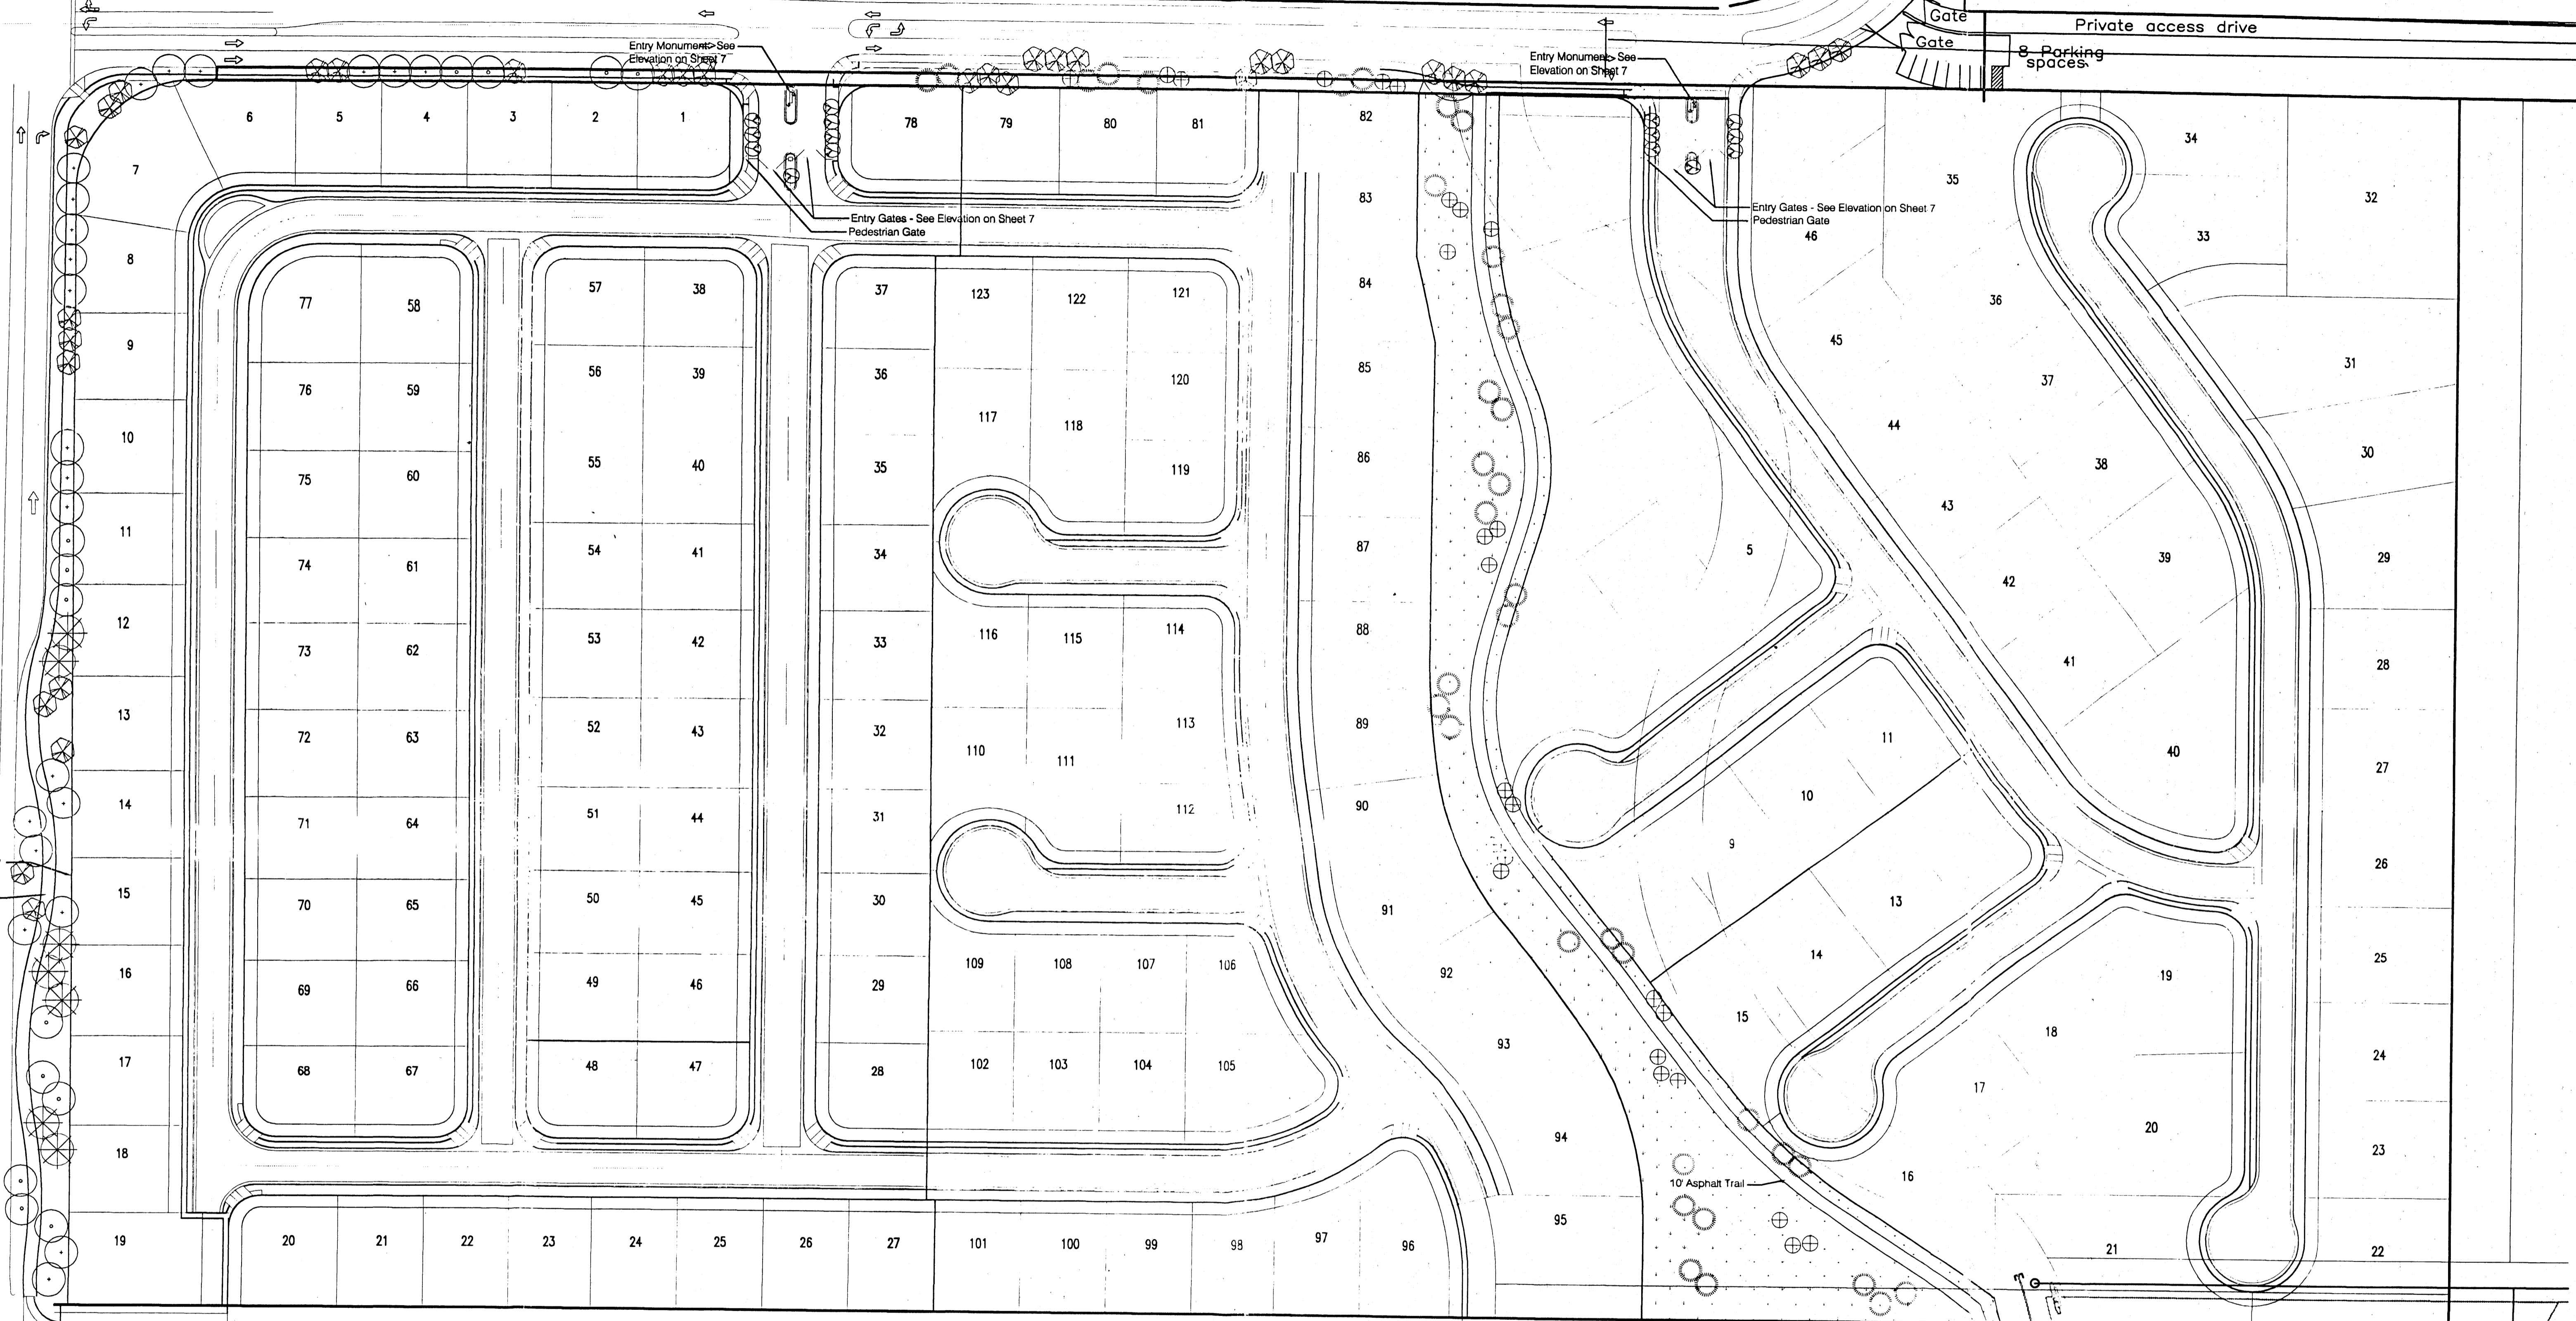 Gate
Private access drive
Gate
8 Parking
spaces
Entry Monument- See
Elevation on Sheet 7
Entry Monument- See
Elevation on Sheet 7
6 5 4 3 2 1
78 79 80 81 82
34
7
35
32
83
Entry Gates - See Elevation on Sheet 7
Pedestrian Gate
Entry Gates - See Elevation on Sheet 7
Pedestrian Gate
46
33
8
77 58 57 38 37 123 122 121 84
36
9
45
31
76 59 56 39 36 120 85
37
10
117 118
44
30
75 60 55 40 35 119 86
38
43
11
74 61 54 41 34 87
5
39
29
42
12
73 62 53 42 33 116 115 114 88
41
28
13
72 63 52 43 32 110 111 113 89
11
40
27
14
71 64 51 44 31 112 90
10
9
26
15
70 65 50 45 30 91
13
25
16
69 66 49 46 29 109 108 107 106 92
14
19
15
93
18
24
17
68 67 48 47 28 102 103 104 105
17
20
18
94
23
16
10' Asphalt Trail
19 20 21 22 23 24 25 26 27 101 100 99 98 97 96 95
21 22